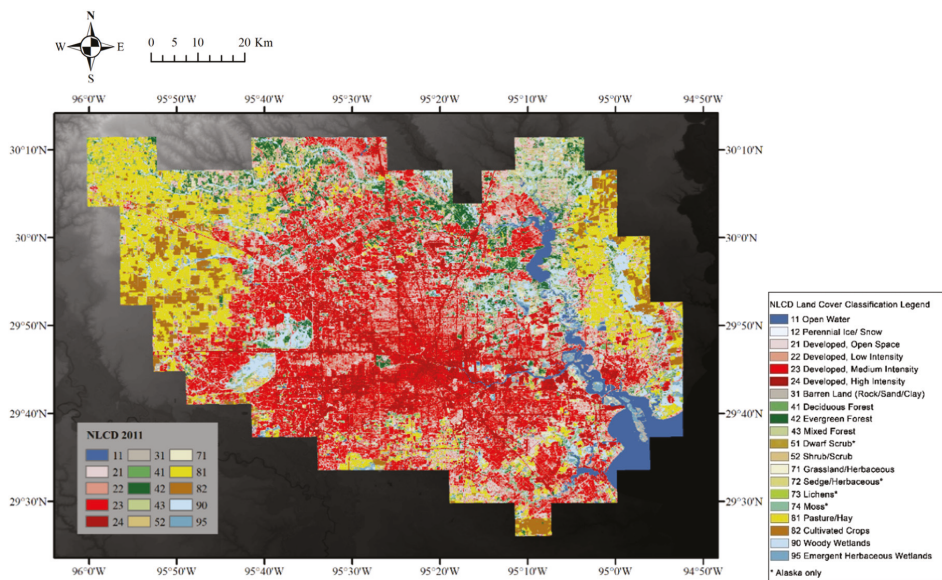 N
W E
S
0 5 10 20 Km
96°0'W 95°50'W 95°40'W 95°30'W 95°20'W 95°10'W 95°0'W 94°50'W
30°10'N 30°10'N
30°0'N 30°0'N
29°50'N 29°50'N
29°40'N 29°40'N
29°30'N 29°30'N
96°0'W 95°50'W 95°40'W 95°30'W 95°20'W 95°10'W 95°0'W 94°50'W
NLCD 2011
11 31 71
21 41 81
22 42 82
23 43 90
24 52 95
NLCD Land Cover Classification Legend
11 Open Water
12 Perennial Ice/ Snow
21 Developed, Open Space
22 Developed, Low Intensity
23 Developed, Medium Intensity
24 Developed, High Intensity
31 Barren Land (Rock/Sand/Clay)
41 Deciduous Forest
42 Evergreen Forest
43 Mixed Forest
51 Dwarf Scrub*
52 Shrub/Scrub
71 Grassland/Herbaceous
72 Sedge/Herbaceous*
73 Lichens*
74 Moss*
81 Pasture/Hay
82 Cultivated Crops
90 Woody Wetlands
95 Emergent Herbaceous Wetlands
* Alaska only